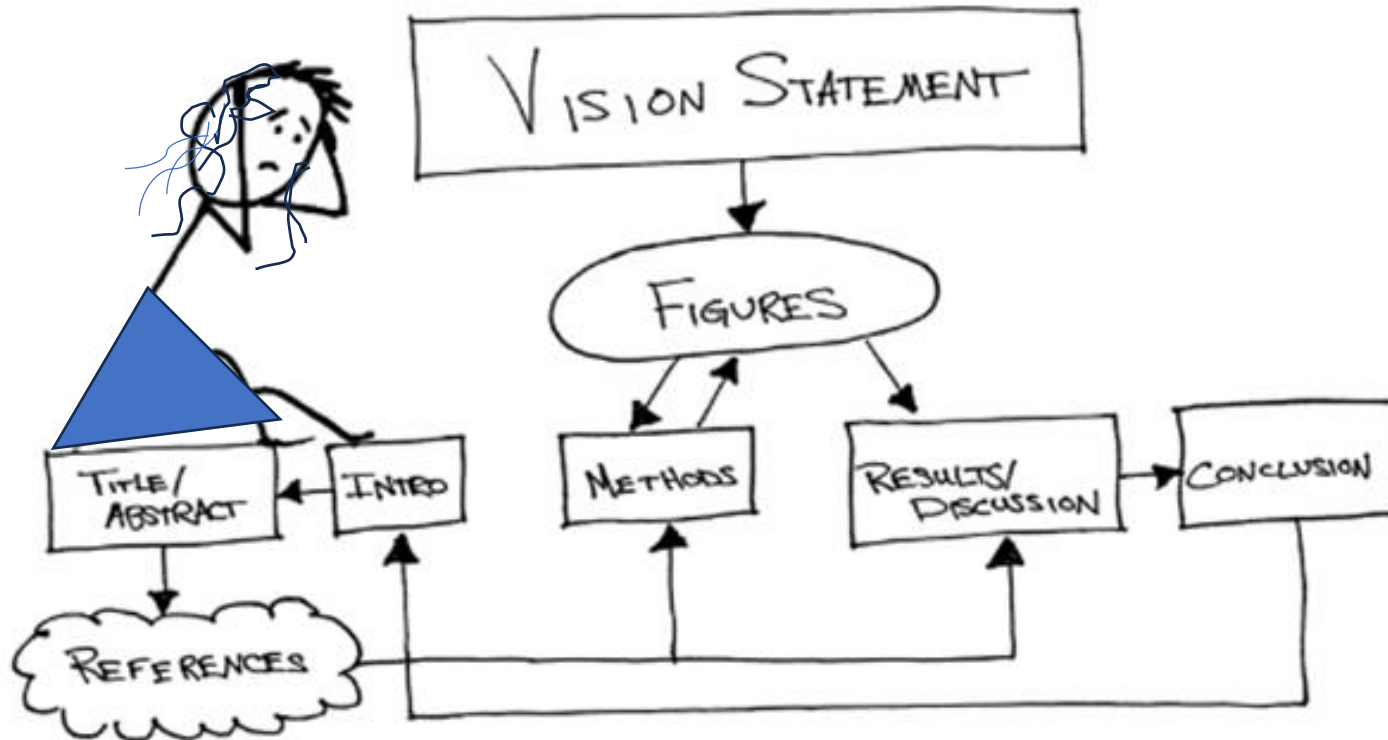 VISION STATEMENT
FIGURES
TITLE/
ABSTRACT
INTRO
METHODS
RESULTS/
DISCUSSION
CONCLUSION
REFERENCES